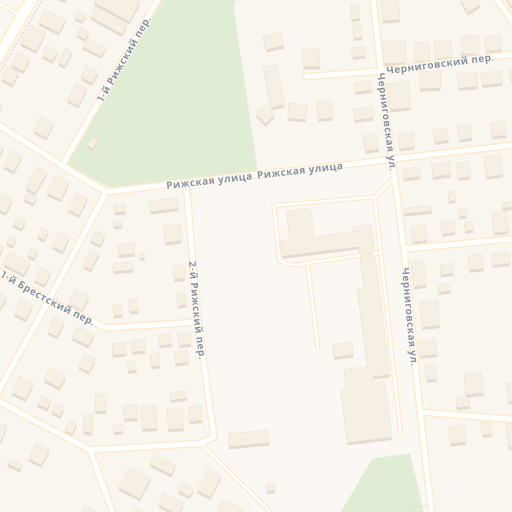 1-й Рижский пер.
Черниговский пер.
Черниговская ул.
Рижская улица
Рижская улица
2-й Рижский пер.
1-й Брестский пер.
Черниговская ул.